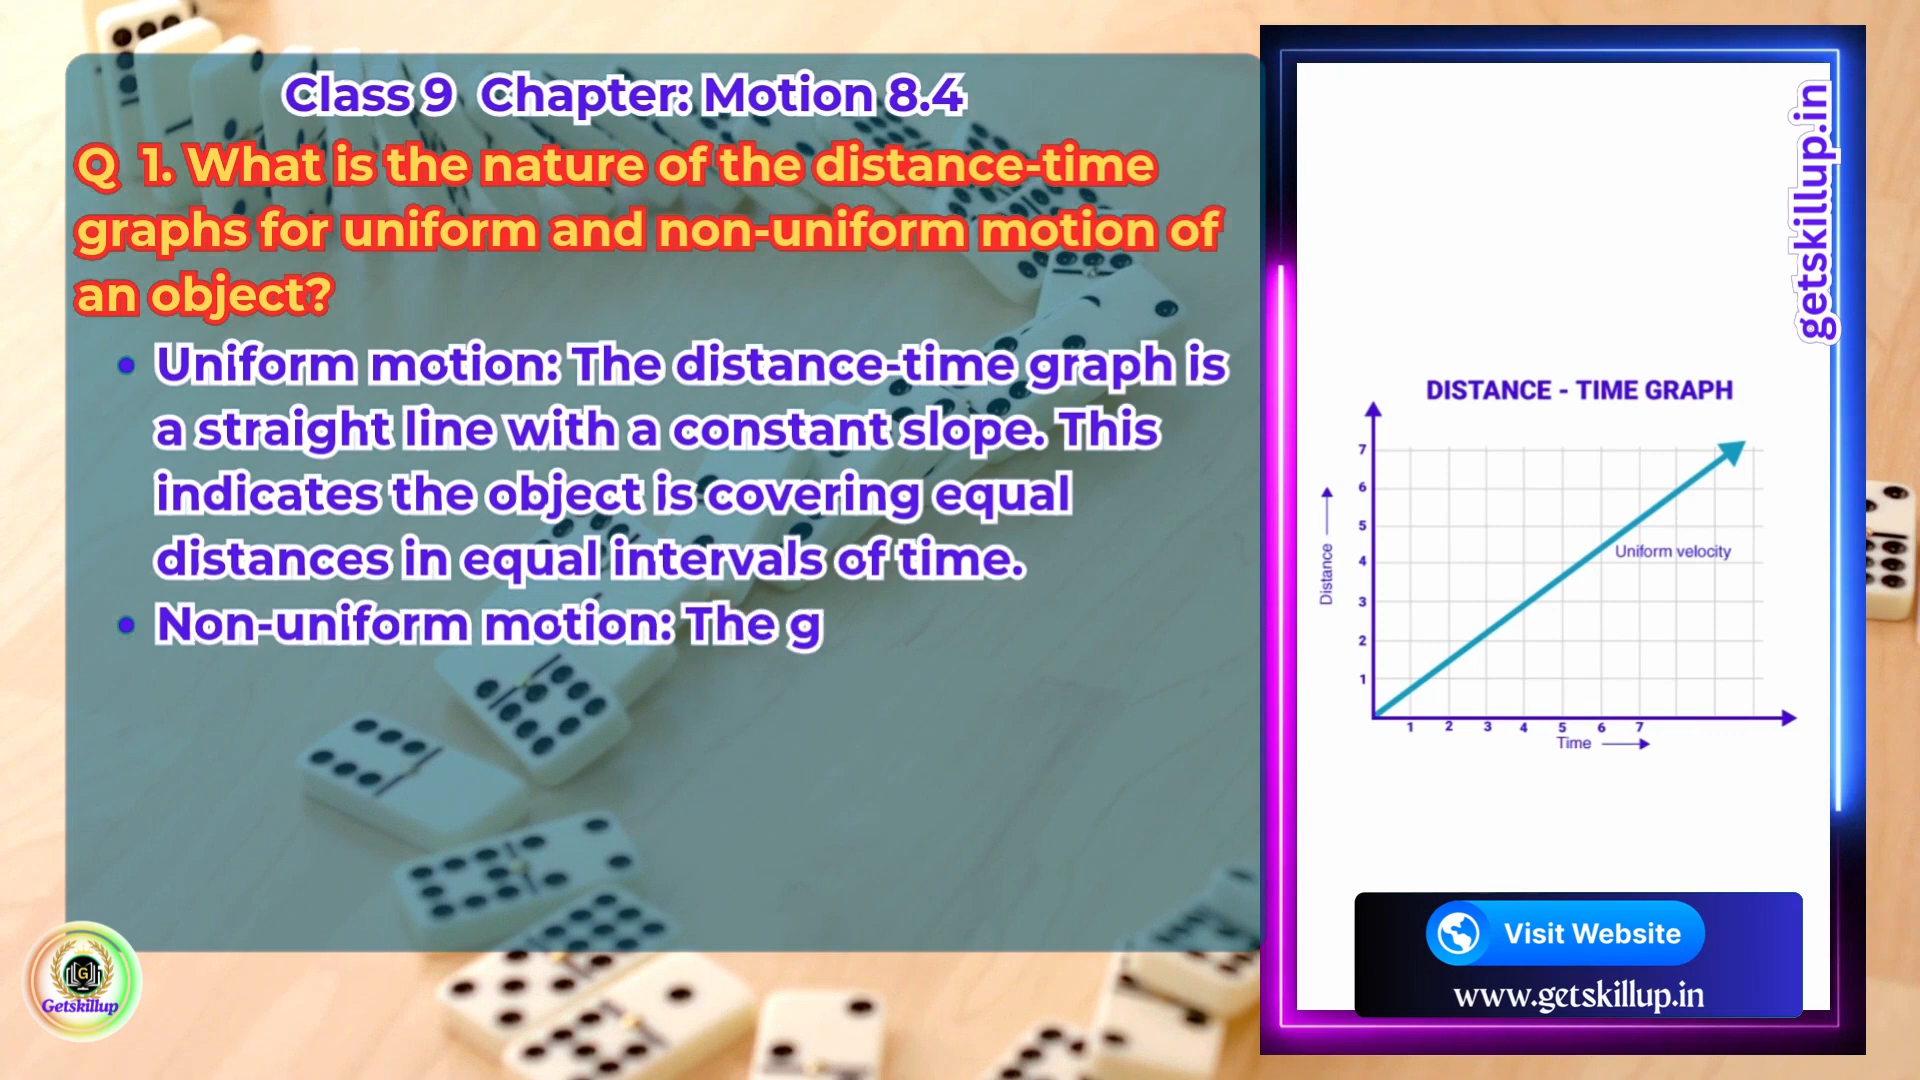 Class 9 Chapter: Motion 8.4
Q 1. What is the nature of the distance-time
graphs for uniform and non-uniform motion of
an object?
• Uniform motion: The distance-time graph is
a straight line with a constant slope. This
indicates the object is covering equal
distances in equal intervals of time.
• Non-uniform motion: The g
getskillup.in
DISTANCE - TIME GRAPH
7
6
5
4
3
2
1
Distance
Uniform velocity
1 2 3 4 5 6 7
Time
Visit Website
www.getskillup.in
G
Getskillup